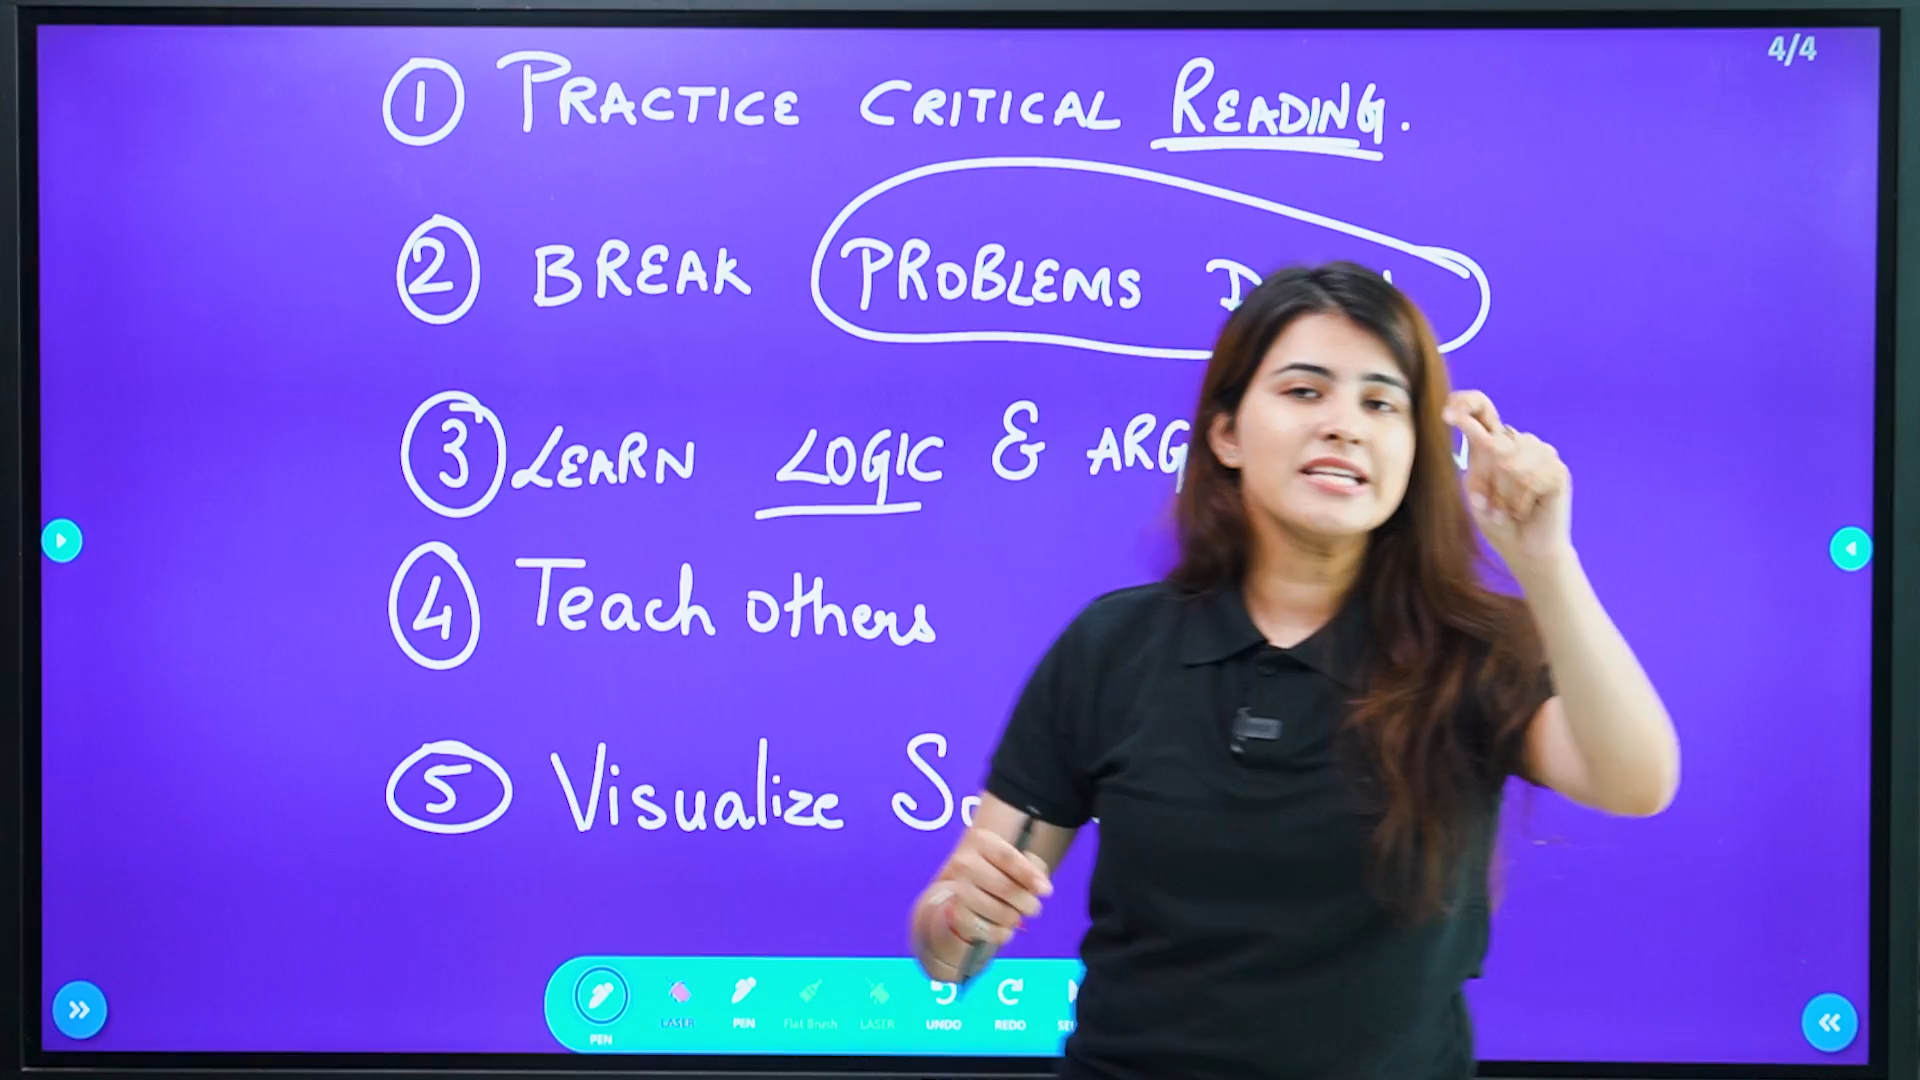 4/4
① PRACTICE CRITICAL READING.
② BREAK PROBLEMS
③ LEARN LOGIC &
④ Teach others
⑤ Visualize
PEN LASER PEN Flat Brush LASER UNDO REDO